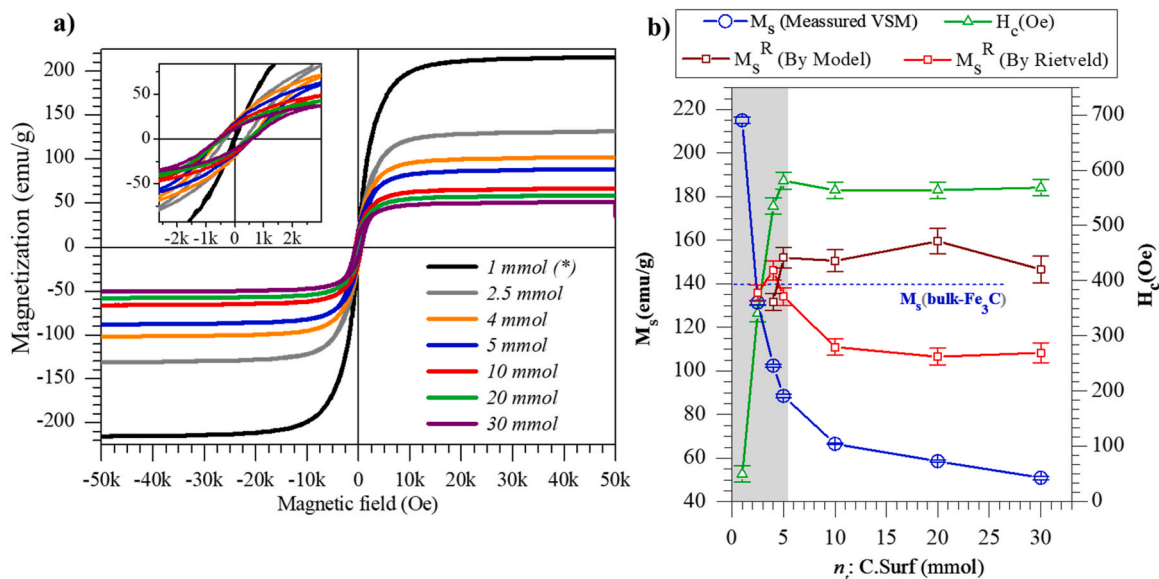 a)
Magnetization (emu/g)
200
150
100
50
0
-50
-100
-150
-200
50
25
0
-25
-50
-2k -1k 0 1k 2k
1 mmol (*)
2.5 mmol
4 mmol
5 mmol
10 mmol
20 mmol
30 mmol
-50k -40k -30k -20k -10k 0 10k 20k 30k 40k 50k
Magnetic field (Oe)
b)
Ms (Meassured VSM) Hc(Oe)
MsR (By Model) MsR (By Rietveld)
Ms(emu/g)
220
200
180
160
140
120
100
80
60
40
Ms(bulk-Fe3C)
700
600
500
400
300
200
100
0
Hc(Oe)
0 5 10 15 20 25 30
: C.Surf (mmol)